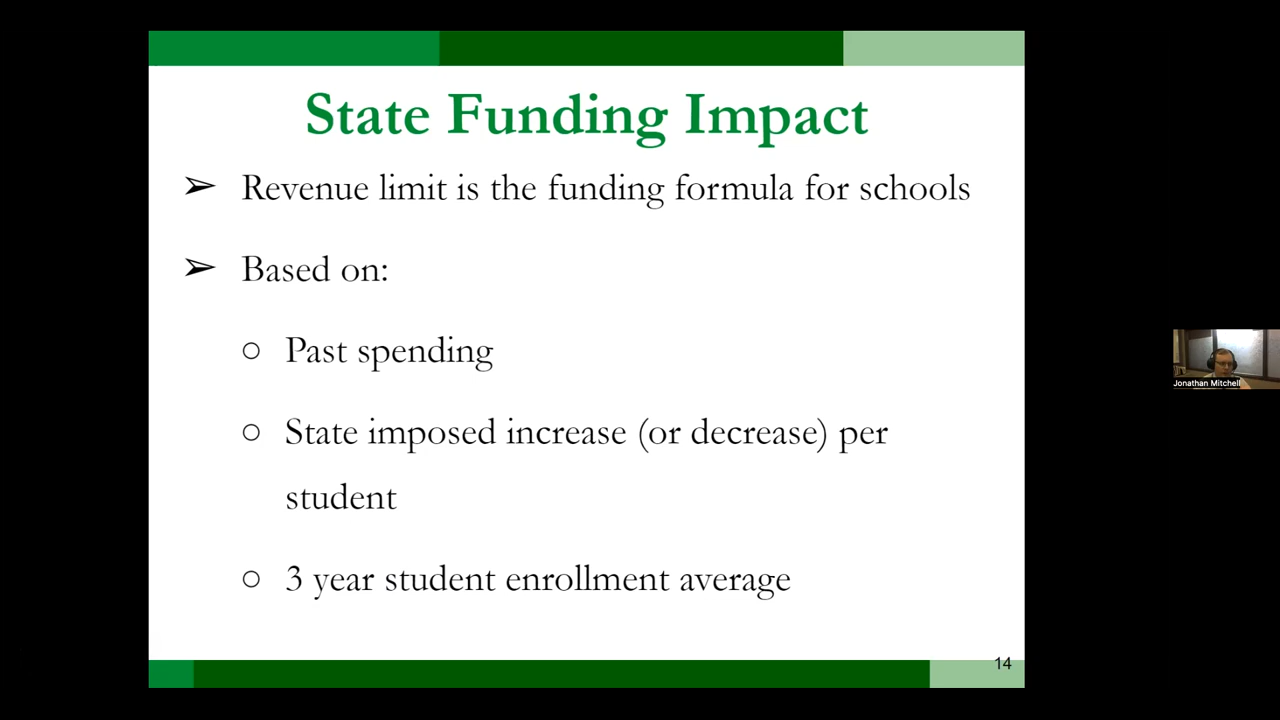 State Funding Impact
➢ Revenue limit is the funding formula for schools
➢ Based on:
○ Past spending
○ State imposed increase (or decrease) per
student
○ 3 year student enrollment average
14
Jonathan Mitchell